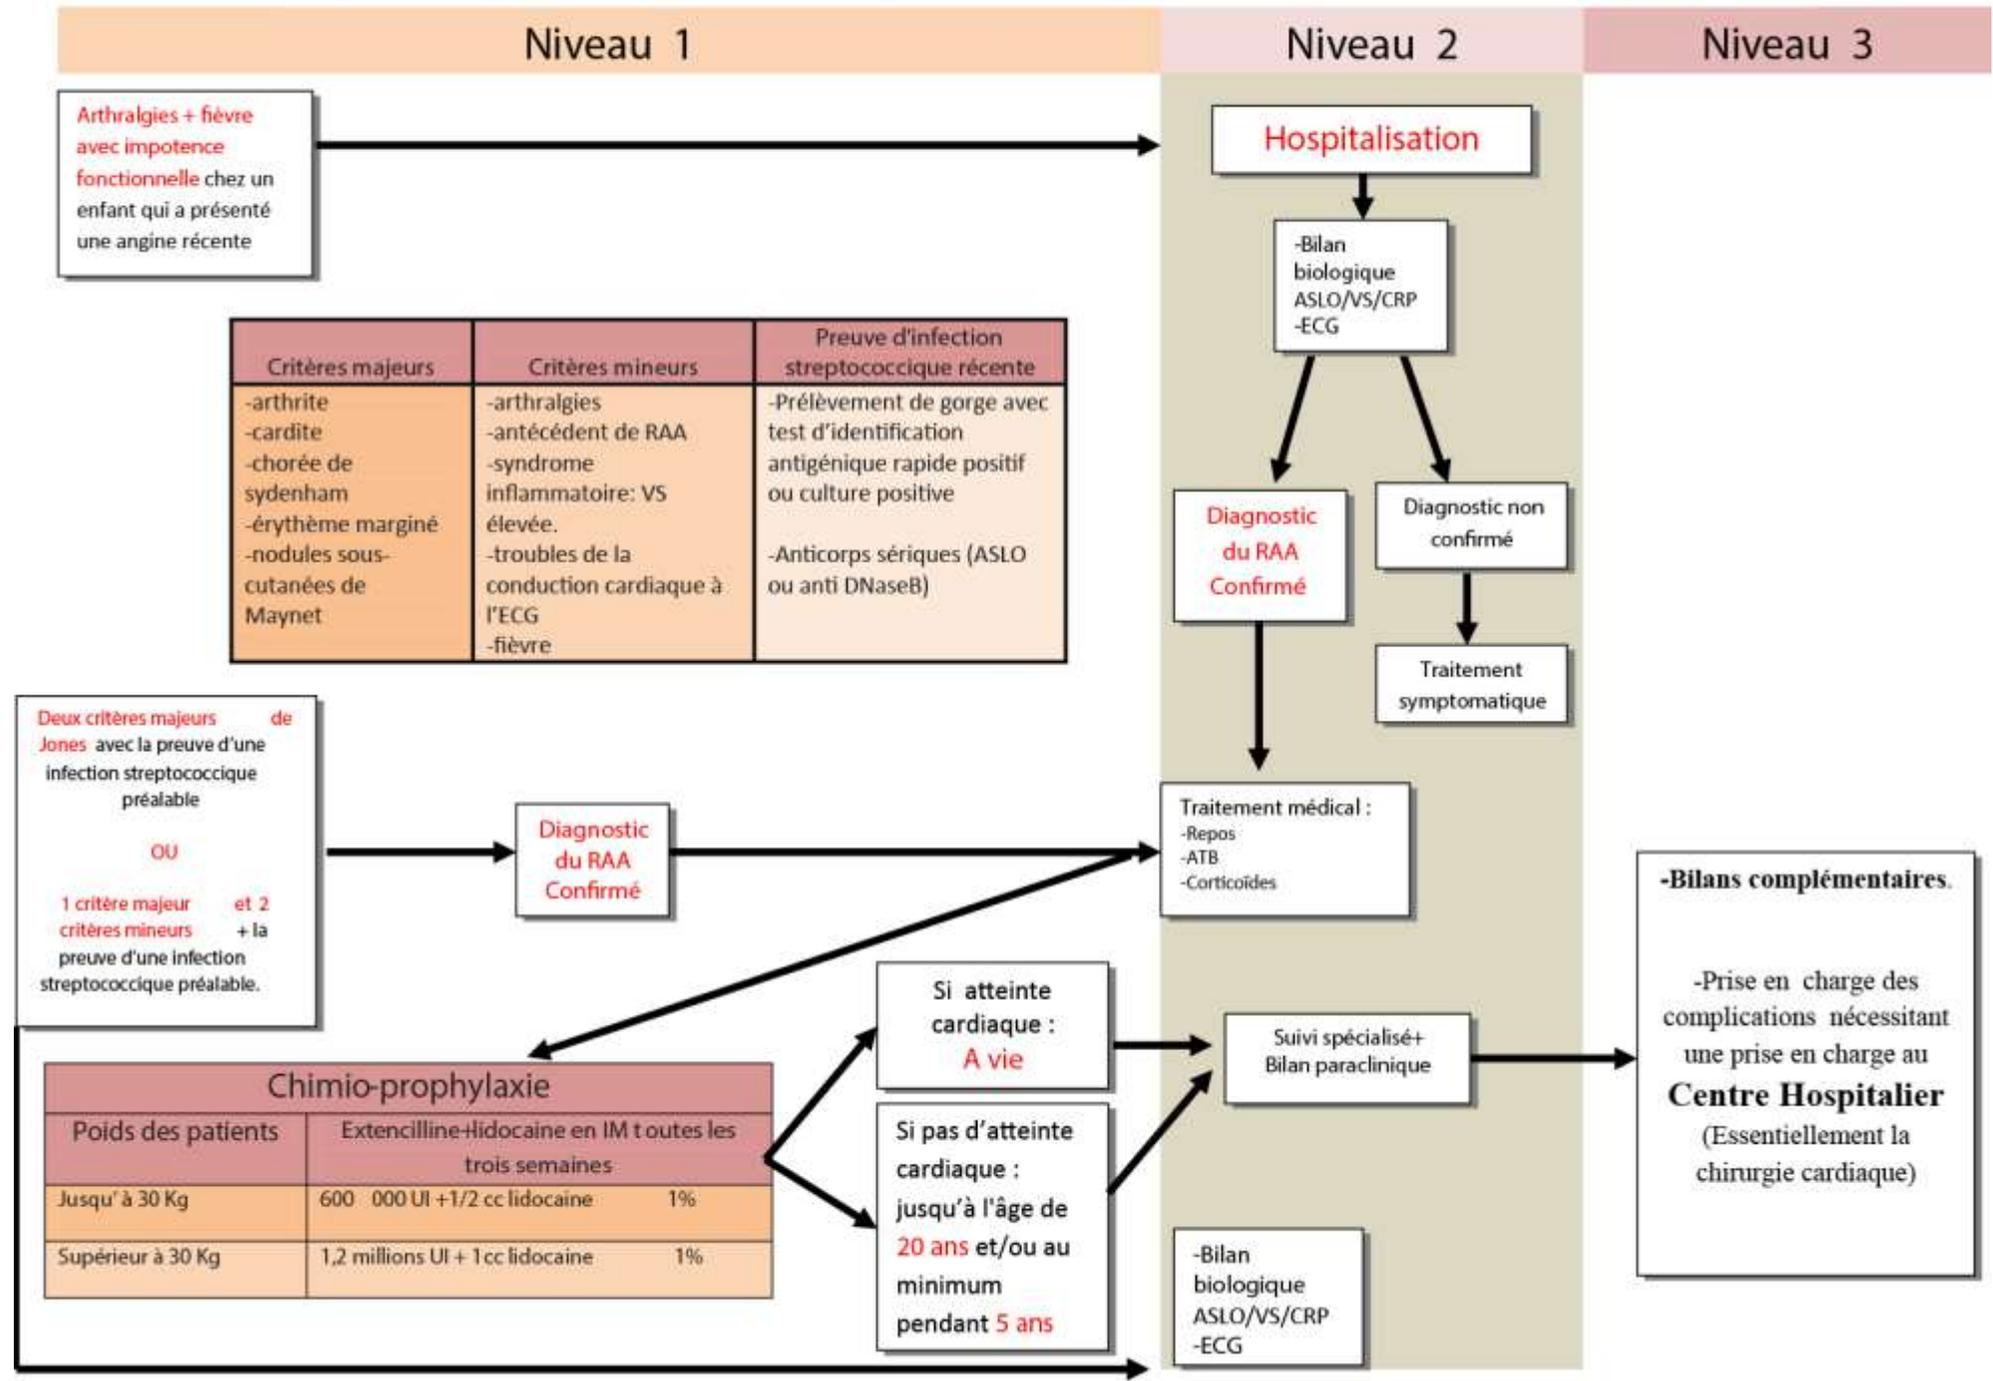 Niveau 1
Niveau 2
Niveau 3
Arthralgies + fièvre
avec impotence
fonctionnelle chez un
enfant qui a présenté
une angine récente
Hospitalisation
-Bilan
biologique
ASLO/VS/CRP
-ECG
Critères majeurs
-arthrite
-cardite
-chorée de
sydenham
-érythème marginé
-nodules sous-
cutanées de
Maynet
Critères mineurs
-arthralgies
-antécédent de RAA
-syndrome
inflammatoire: VS
élevée.
-troubles de la
conduction cardiaque à
l'ECG
-fièvre
Preuve d'infection
streptococcique récente
-Prélèvement de gorge avec
test d'identification
antigénique rapide positif
ou culture positive
-Anticorps sériques (ASLO
ou anti DNaseB)
Diagnostic
du RAA
Confirmé
Diagnostic non
confirmé
Traitement
symptomatique
Deux critères majeurs de
Jones avec la preuve d'une
infection streptococcique
préalable
OU
1 critère majeur et 2
critères mineurs + la
preuve d'une infection
streptococcique préalable.
Diagnostic
du RAA
Confirmé
Traitement médical :
-Repos
-ATB
-Corticoïdes
Chimio-prophylaxie
Poids des patients
Extencilline+lidocaine en IM toutes les
trois semaines
Jusqu' à 30 Kg
600 000 UI +1/2 cc lidocaine 1%
Supérieur à 30 Kg
1,2 millions UI + 1cc lidocaine 1%
Si atteinte
cardiaque :
A vie
Si pas d'atteinte
cardiaque :
jusqu'à l'âge de
20 ans et/ou au
minimum
pendant 5 ans
Suivi spécialisé+
Bilan paraclinique
-Bilan
biologique
ASLO/VS/CRP
-ECG
-Bilans complémentaires.
-Prise en charge des
complications nécessitant
une prise en charge au
Centre Hospitalier
(Essentiellement la
chirurgie cardiaque)